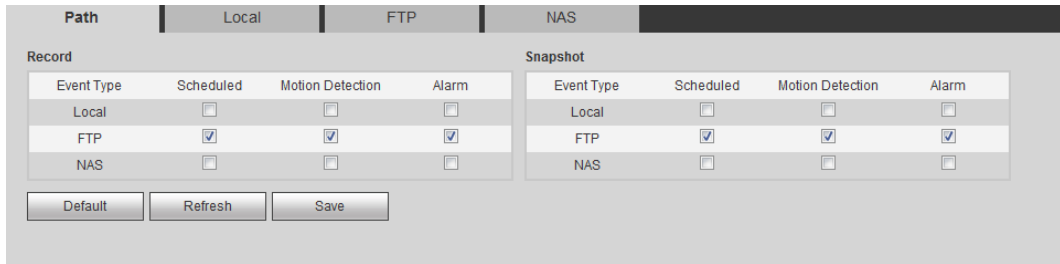 Path Local FTP NAS
Record Snapshot
Event Type Scheduled Motion Detection Alarm Event Type Scheduled Motion Detection Alarm
Local Local
FTP FTP
NAS NAS
Default Refresh Save